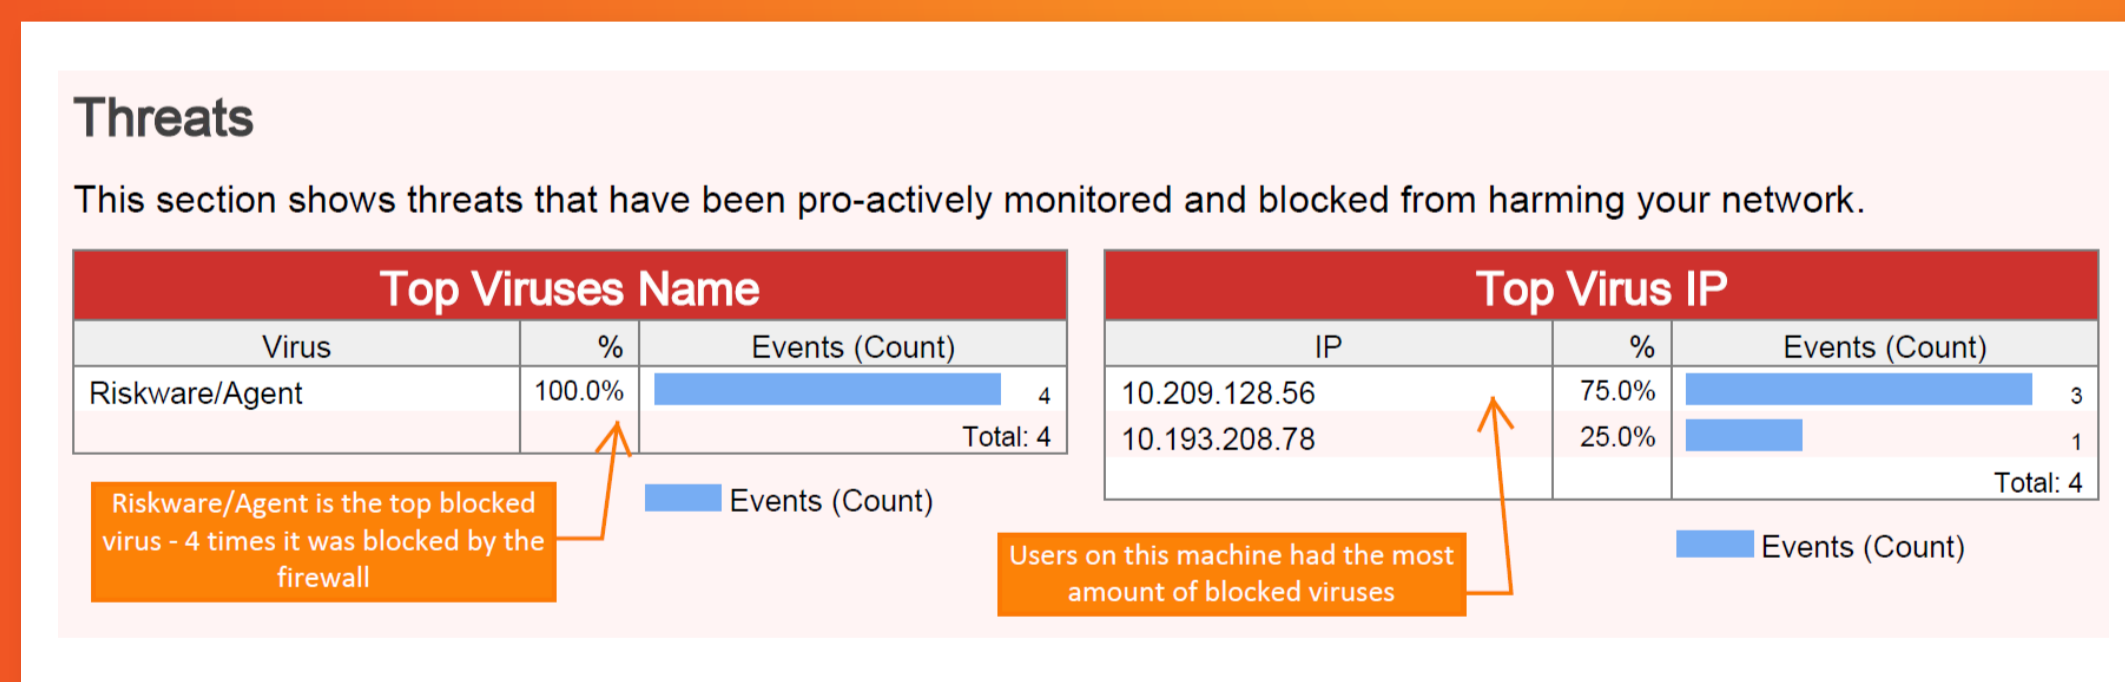 Threats
This section shows threats that have been pro-actively monitored and blocked from harming your network.
Top Viruses Name
Virus % Events (Count)
Riskware/Agent 100.0% 4
Total: 4
Events (Count)
Riskware/Agent is the top blocked
virus - 4 times it was blocked by the
firewall
Top Virus IP
IP % Events (Count)
10.209.128.56 75.0% 3
10.193.208.78 25.0% 1
Total: 4
Events (Count)
Users on this machine had the most
amount of blocked viruses